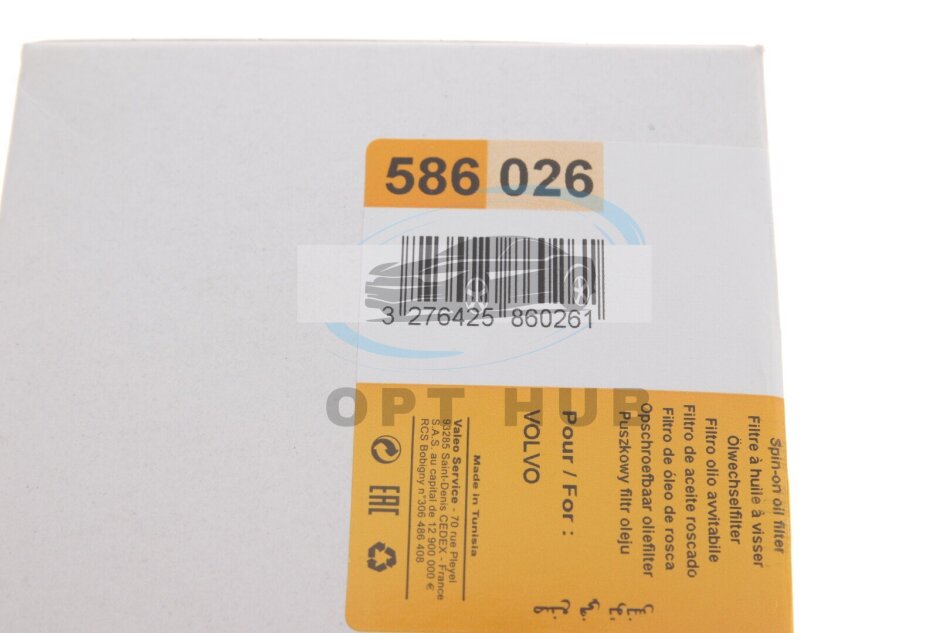 586 026
3 276425 860261
OPT HUB
Spin-on oil filter
Filtre à huile à visser
Ölwechselfilter
Filtro olio avvitabile
Filtro de aceite roscado
Filtro de óleo de rosca
Opschroefbaar oliefilter
Puszkowy filtr oleju
Pour / For :
VOLVO
Made in Tunisia
Valeo Service - 70 rue Pleyel
93285 Saint-Denis CEDEX - France
S.A.S au capital de 12 900 000 €
RCS Bobigny n° 306 486 408
EAC